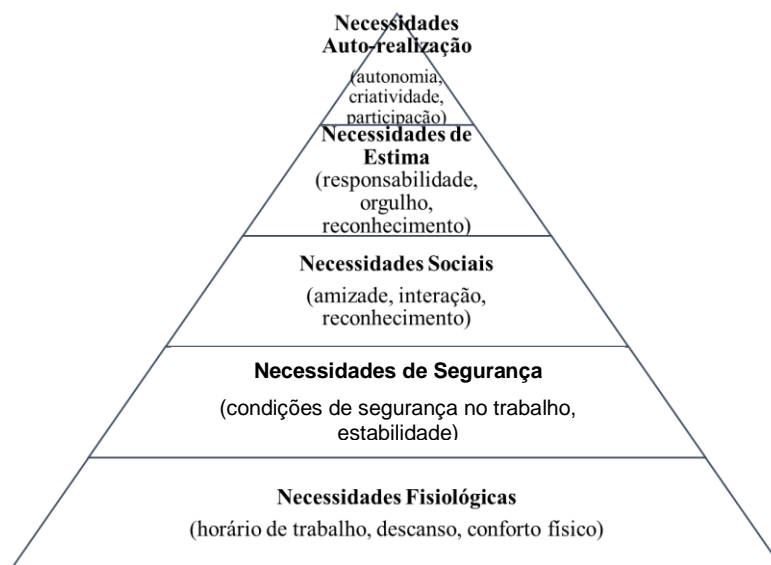 Necessidades
Auto-realização
(autonomia,
criatividade,
participação)
Necessidades de
Estima
(responsabilidade,
orgulho,
reconhecimento)
Necessidades Sociais
(amizade, interação,
reconhecimento)
Necessidades de Segurança
(condições de segurança no trabalho,
estabilidade)
Necessidades Fisiológicas
(horário de trabalho, descanso, conforto físico)